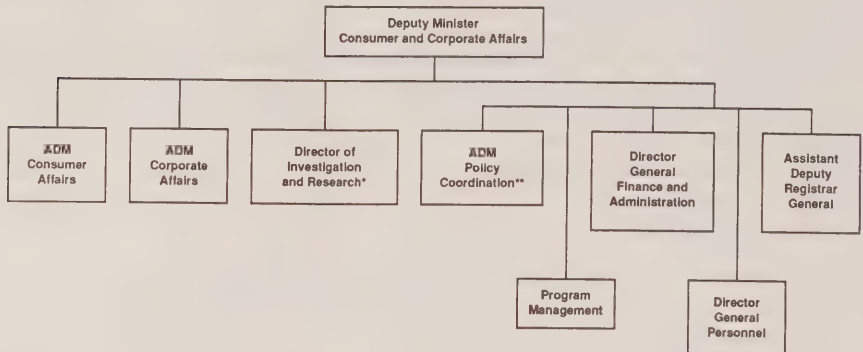 Deputy Minister
Consumer and Corporate Affairs
ADM
Consumer
Affairs
ADM
Corporate
Affairs
Director of
Investigation
and Research*
ADM
Policy
Coordination**
Director
General
Finance and
Administration
Assistant
Deputy
Registrar
General
Program
Management
Director
General
Personnel